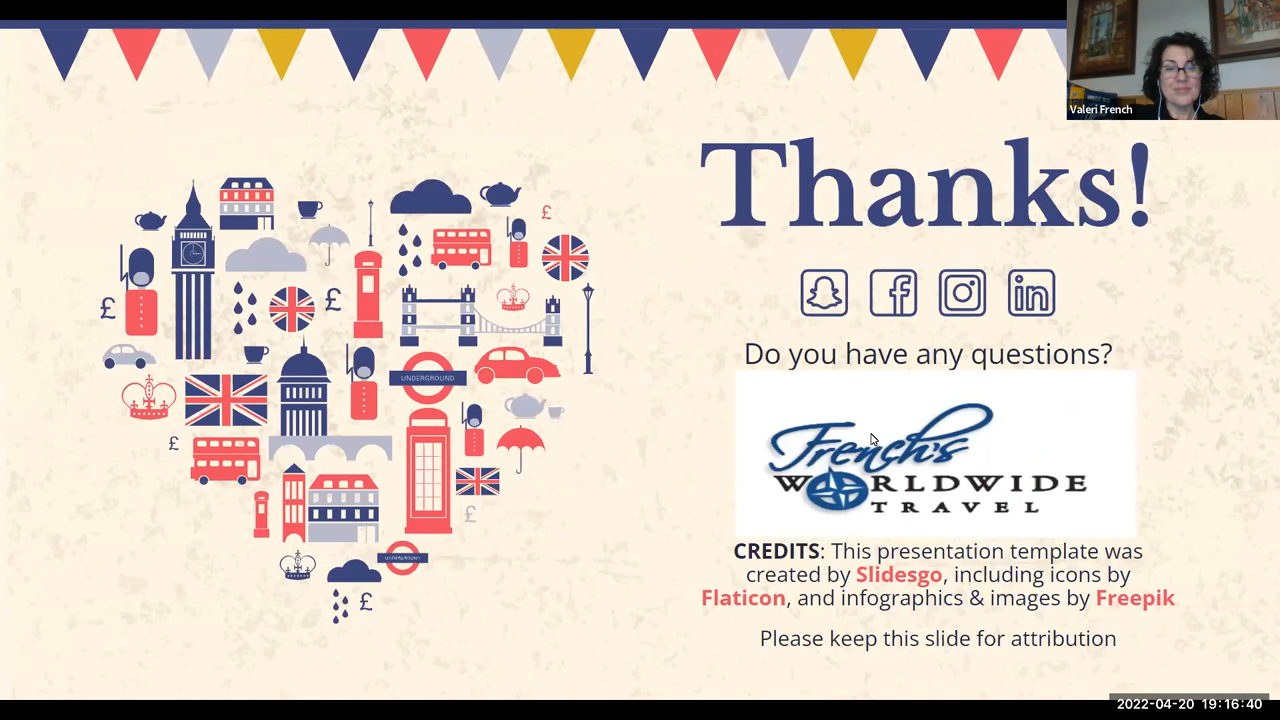 Valeri French
Thanks!
Do you have any questions?
French's
WORLDWIDE
TRAVEL
CREDITS: This presentation template was
created by Slidesgo, including icons by
Flaticon, and infographics & images by Freepik
Please keep this slide for attribution
£
£
£
UNDERGROUND
£
£
UNDERGROUND
£
in
2022-04-20 19:16:40